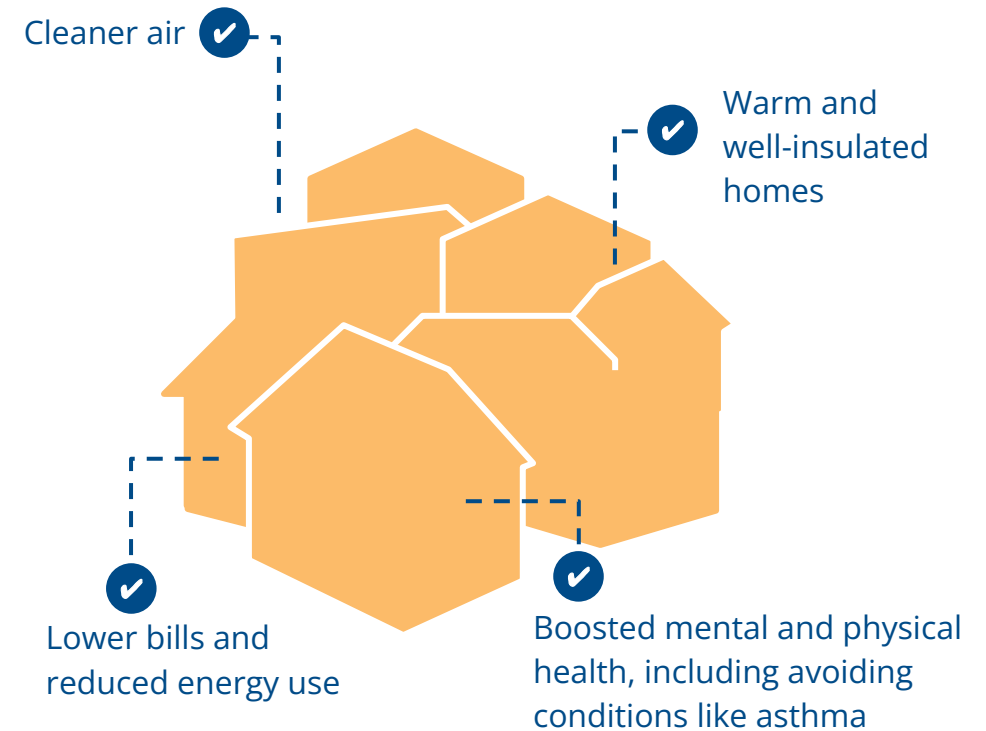 Cleaner air
Warm and
well-insulated
homes
Lower bills and
reduced energy use
Boosted mental and physical
health, including avoiding
conditions like asthma